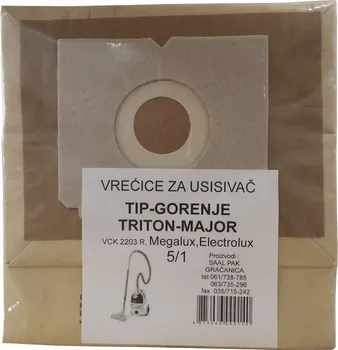 VREĆICE ZA USISIVAČ
TIP-GORENJE
TRITON-MAJOR
VCK 2203 R, Megalux,Electrolux
5/1
Proizvodi :
SAAL PAK
GRAČANICA
tel:061/738-785
063/735-296
fax :035/715-242